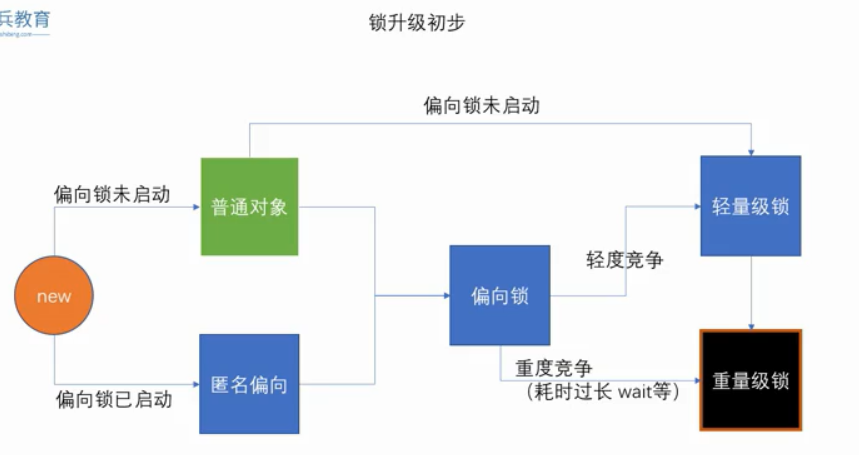 兵教育
锁升级初步
偏向锁未启动
偏向锁未启动
普通对象
轻量级锁
轻度竞争
new
偏向锁
匿名偏向
偏向锁已启动
重度竞争
（耗时过长 wait等）
重量级锁